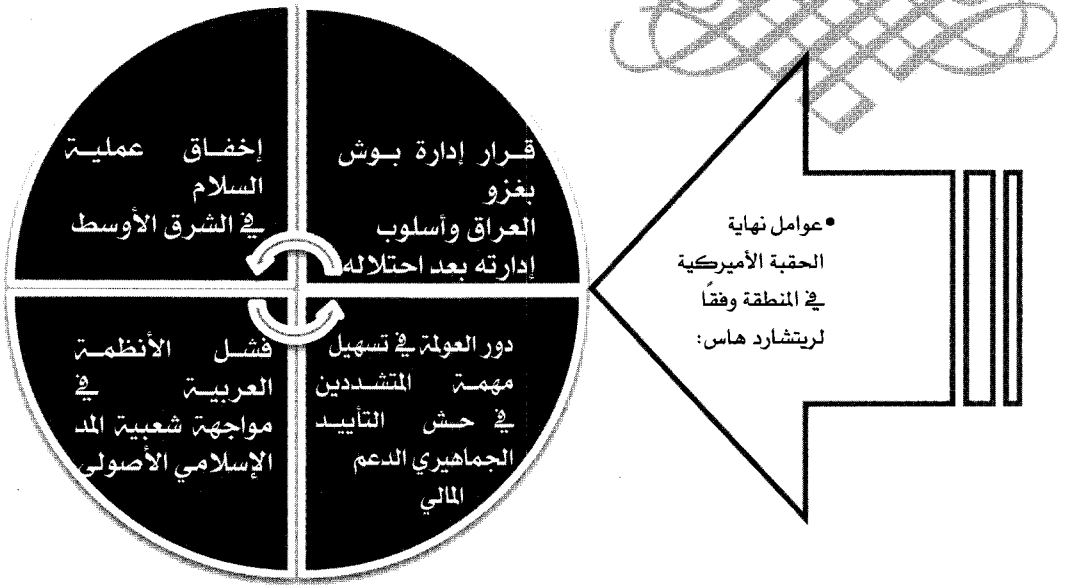 •عوامل نهاية
الحقبة الأميركية
في المنطقة وفقًا
لريتشارد هاس:
قرار إدارة بوش
بغزو
العراق وأسلوب
إدارته بعد احتلاله
إخفاق عملية
السلام
في الشرق الأوسط
دور العولمة في تسهيل
مهمة المتشددين
في حش التأييد
الجماهيري الدعم
المالي
فشل الأنظمة
العربية في
مواجهة شعبية المد
الإسلامي الأصولي